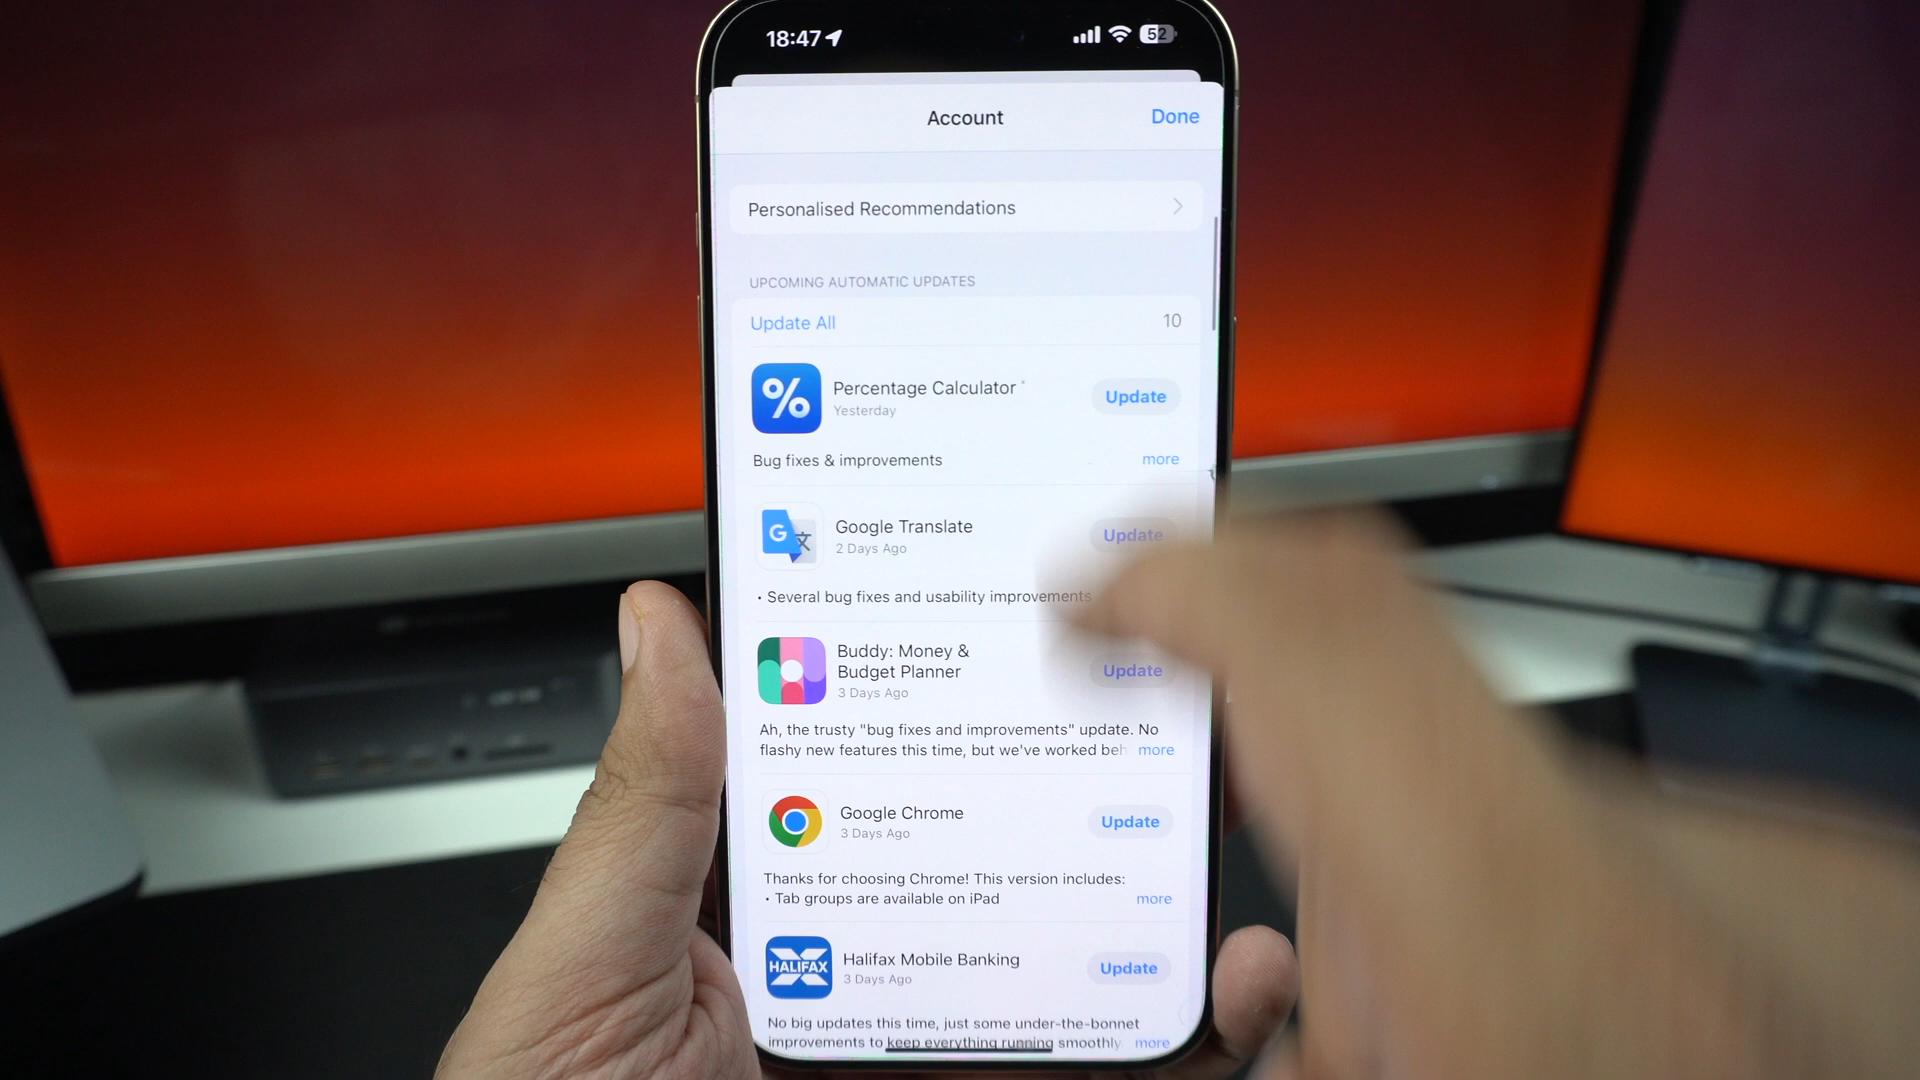 18:47
52
Account
Done
Personalised Recommendations
UPCOMING AUTOMATIC UPDATES
Update All
10
%
Percentage Calculator *
Yesterday
Update
Bug fixes & improvements
more
G 文
Google Translate
2 Days Ago
Update
• Several bug fixes and usability improvements
Buddy: Money &
Budget Planner
3 Days Ago
Update
Ah, the trusty "bug fixes and improvements" update. No
flashy new features this time, but we've worked beh
more
Google Chrome
3 Days Ago
Update
Thanks for choosing Chrome! This version includes:
• Tab groups are available on iPad
more
HALIFAX
Halifax Mobile Banking
3 Days Ago
Update
No big updates this time, just some under-the-bonnet
improvements to keep everything running smoothly.
more